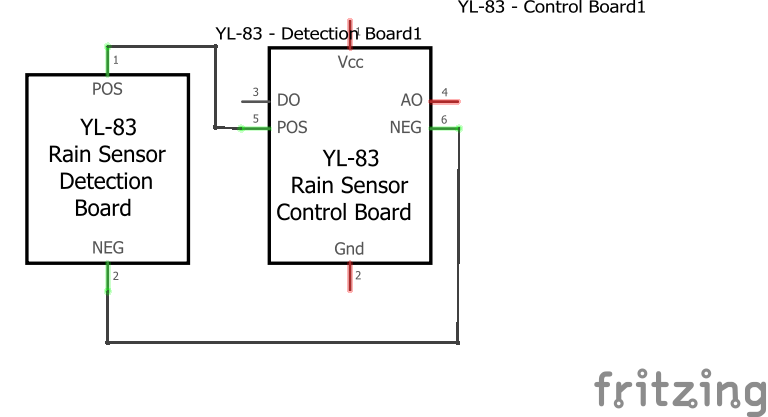 YL-83 - Control Board1
YL-83 - Detection Board1
1
Vcc
1
POS
3 DO
AO 4
5 POS
NEG 6
YL-83
Rain Sensor
Detection
Board
YL-83
Rain Sensor
Control Board
NEG
Gnd
2
2
fritzing